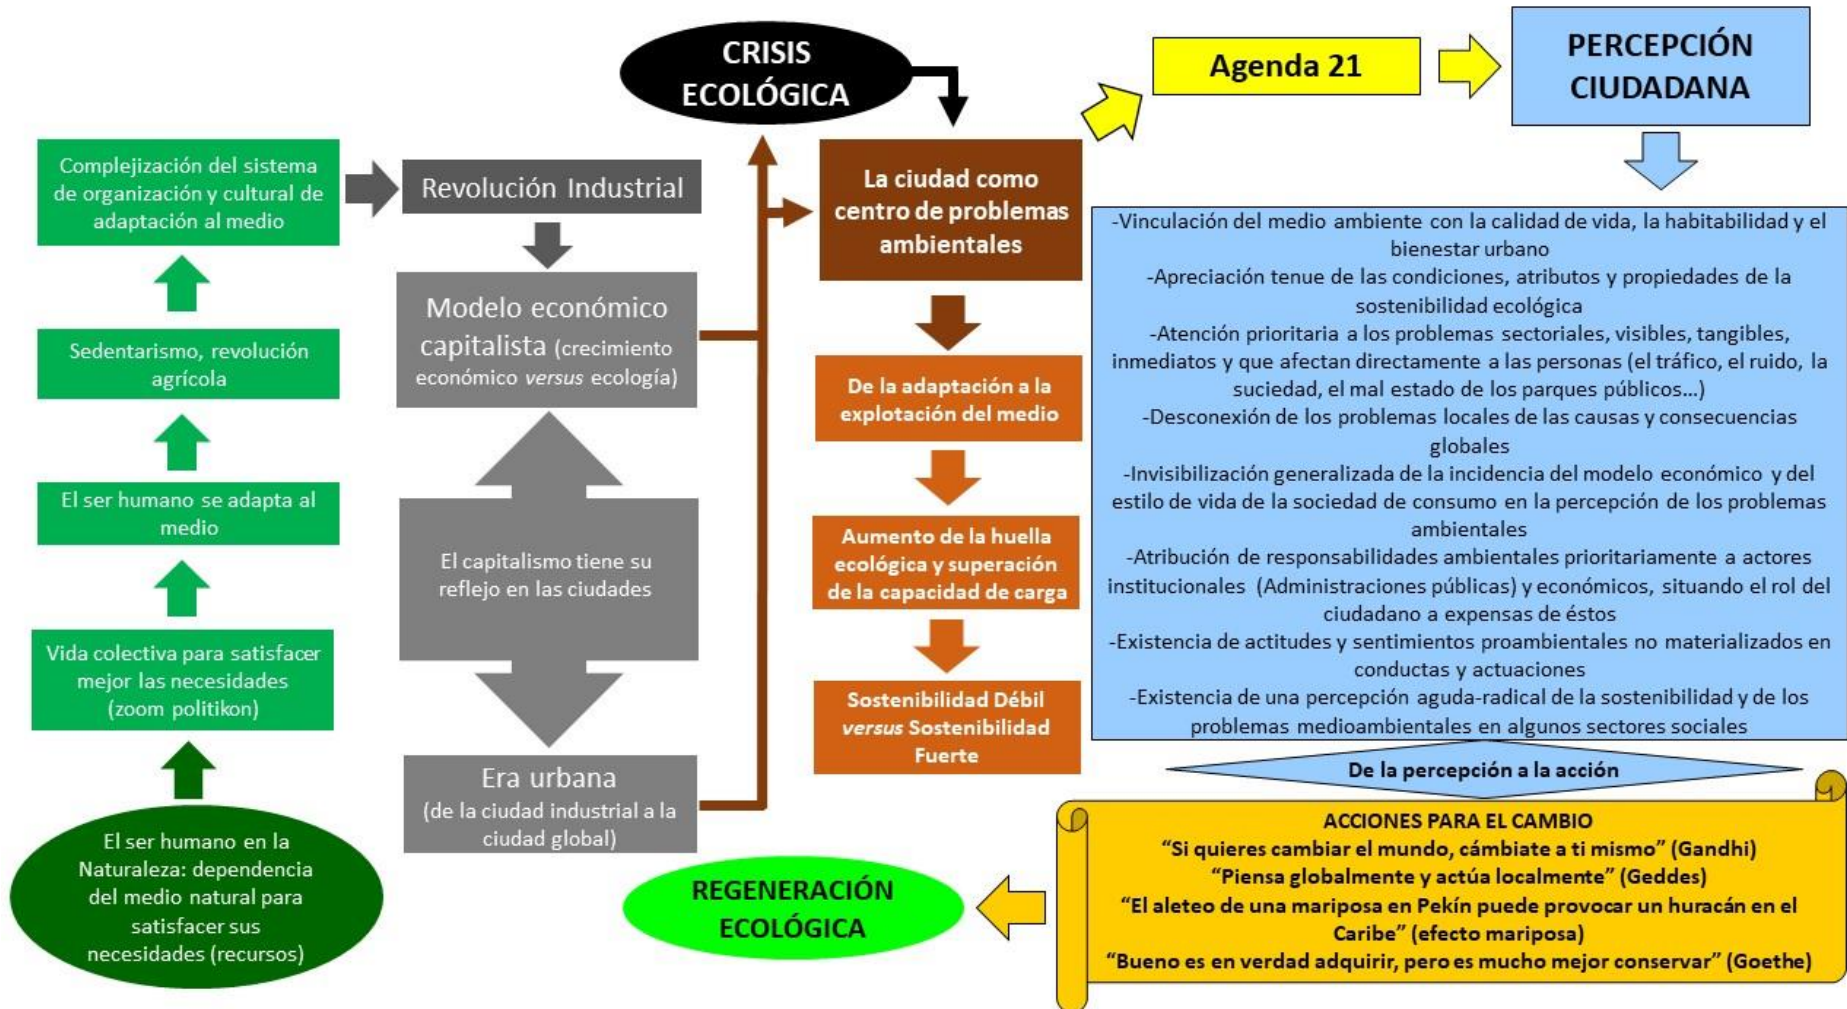 CRISIS
ECOLÓGICA
Agenda 21
PERCEPCIÓN
CIUDADANA
Complejización del sistema
de organización y cultural de
adaptación al medio
Revolución Industrial
La ciudad como
centro de problemas
ambientales
Sedentarismo, revolución
agrícola
Modelo económico
capitalista (crecimiento
económico versus ecología)
De la adaptación a la
explotación del medio
El ser humano se adapta al
medio
El capitalismo tiene su
reflejo en las ciudades
Aumento de la huella
ecológica y superación
de la capacidad de carga
Vida colectiva para satisfacer
mejor las necesidades
(zoom politikon)
Era urbana
(de la ciudad industrial a la
ciudad global)
Sostenibilidad Débil
versus Sostenibilidad
Fuerte
El ser humano en la
Naturaleza: dependencia
del medio natural para
satisfacer sus
necesidades (recursos)
-Vinculación del medio ambiente con la calidad de vida, la habitabilidad y el
bienestar urbano
-Apreciación tenue de las condiciones, atributos y propiedades de la
sostenibilidad ecológica
-Atención prioritaria a los problemas sectoriales, visibles, tangibles,
inmediatos y que afectan directamente a las personas (el tráfico, el ruido, la
suciedad, el mal estado de los parques públicos...)
-Desconexión de los problemas locales de las causas y consecuencias
globales
-Invisibilización generalizada de la incidencia del modelo económico y del
estilo de vida de la sociedad de consumo en la percepción de los problemas
ambientales
-Atribución de responsabilidades ambientales prioritariamente a actores
institucionales (Administraciones públicas) y económicos, situando el rol del
ciudadano a expensas de éstos
-Existencia de actitudes y sentimientos proambientales no materializados en
conductas y actuaciones
-Existencia de una percepción aguda-radical de la sostenibilidad y de los
problemas medioambientales en algunos sectores sociales
De la percepción a la acción
ACCIONES PARA EL CAMBIO
“Si quieres cambiar el mundo, cámbiate a ti mismo” (Gandhi)
“Piensa globalmente y actúa localmente” (Geddes)
“El aleteo de una mariposa en Pekín puede provocar un huracán en el
Caribe” (efecto mariposa)
“Bueno es en verdad adquirir, pero es mucho mejor conservar” (Goethe)
REGENERACIÓN
ECOLÓGICA